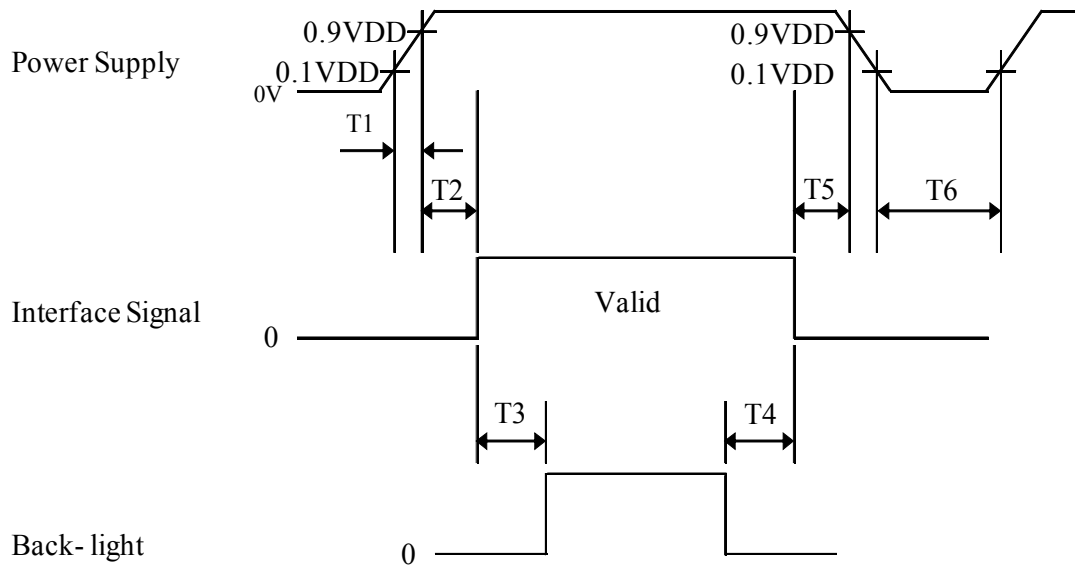 0.9VDD
0.9VDD
Power Supply
0.1VDD
0.1VDD
0V
T1
T2
T5
T6
Interface Signal
Valid
0
T3
T4
Back- light
0